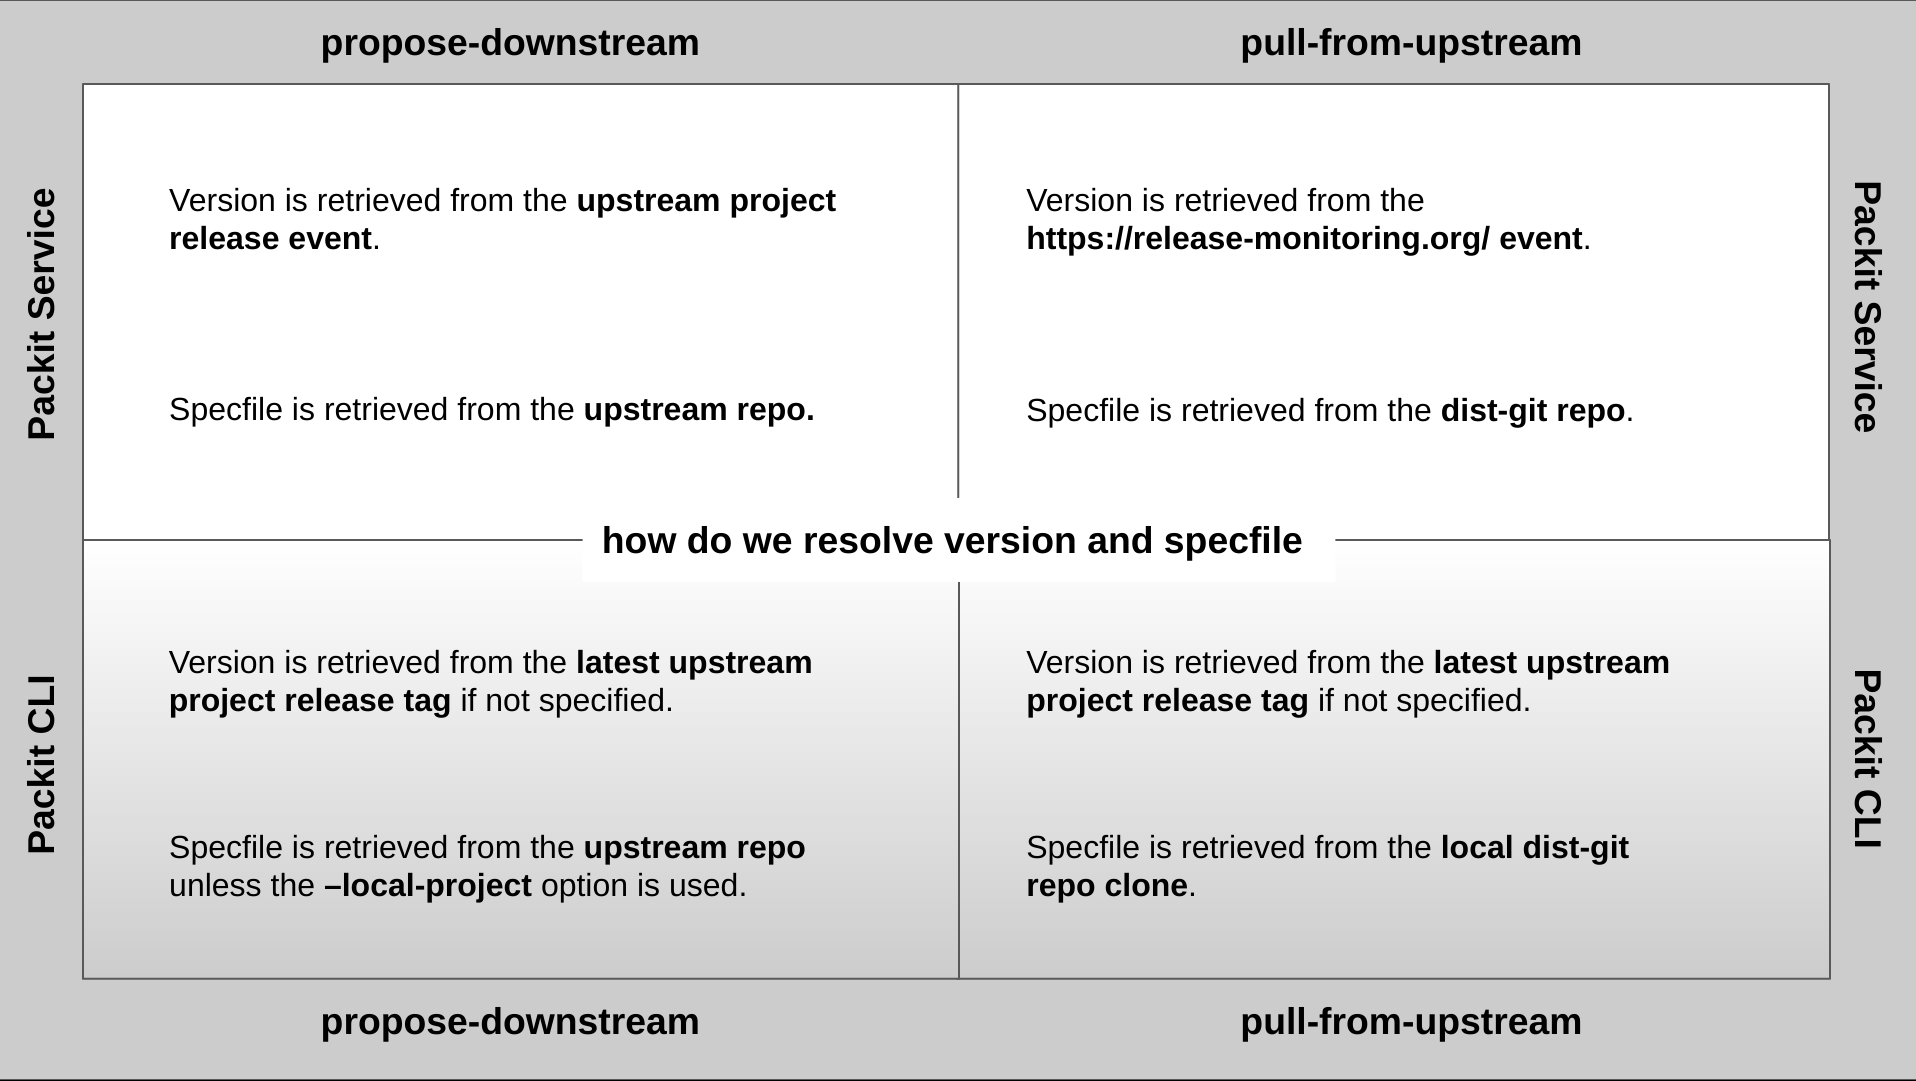 propose-downstream
pull-from-upstream
Packit Service
Version is retrieved from the upstream project
release event.
Specfile is retrieved from the upstream repo.
Version is retrieved from the
https://release-monitoring.org/ event.
Specfile is retrieved from the dist-git repo.
Packit Service
how do we resolve version and specfile
Packit CLI
Version is retrieved from the latest upstream
project release tag if not specified.
Specfile is retrieved from the upstream repo
unless the –local-project option is used.
Version is retrieved from the latest upstream
project release tag if not specified.
Specfile is retrieved from the local dist-git
repo clone.
Packit CLI
propose-downstream
pull-from-upstream